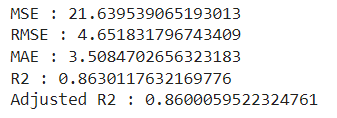 MSE : 21.639539065193013
RMSE : 4.651831796743409
MAE : 3.5084702656323183
R2 : 0.8630117632169776
Adjusted R2 : 0.8600059522324761